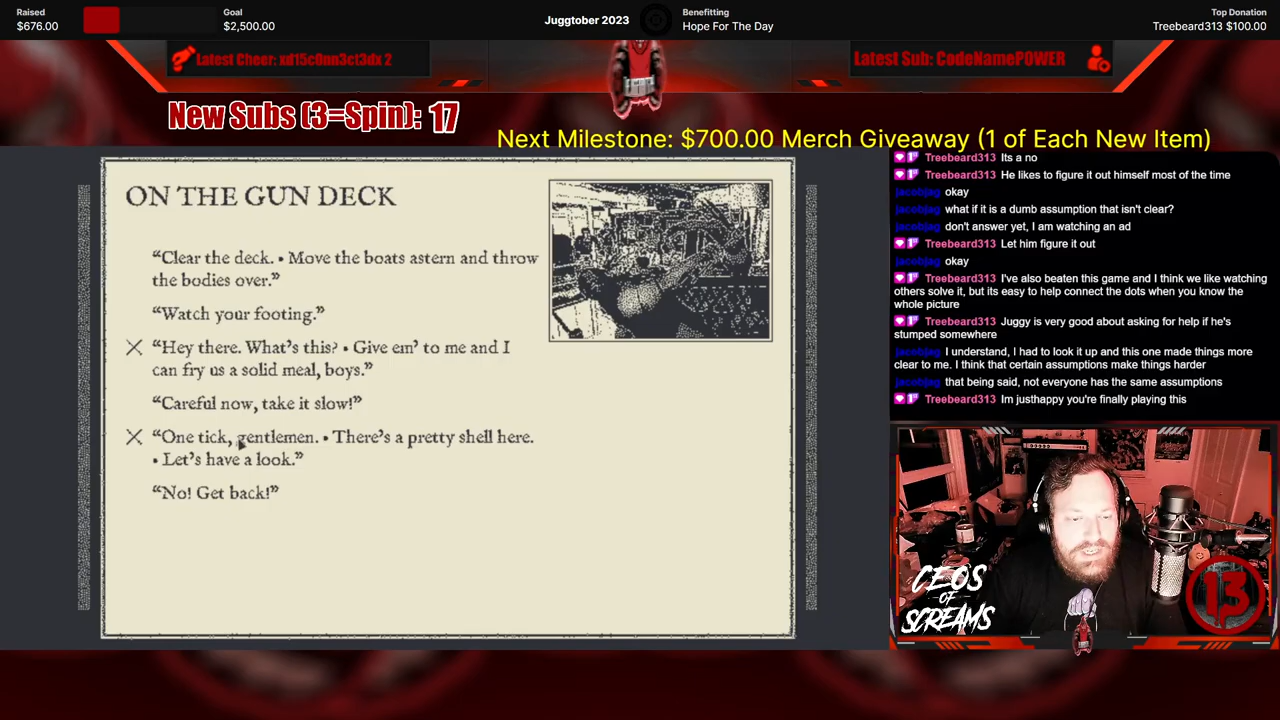 Raised
$676.00
Goal
$2,500.00
Juggtober 2023
Benefitting
Hope For The Day
Top Donation
Treebeard313 $100.00
Latest Cheer: xd15c0nn3ct3dx 2
Latest Sub: CodeNamePOWER
New Subs (3=Spin): 17
Next Milestone: $700.00 Merch Giveaway (1 of Each New Item)
ON THE GUN DECK
“Clear the deck. • Move the boats astern and throw
the bodies over.”
“Watch your footing.”
“Hey there. What's this? • Give em' to me and I
can fry us a solid meal, boys.”
“Careful now, take it slow!”
“One tick, gentlemen. • There's a pretty shell here.
• Let's have a look.”
“No! Get back!”
Treebeard313 Its a no
Treebeard313 He likes to figure it out himself most of the time
jacobjag okay
jacobjag what if it is a dumb assumption that isn't clear?
jacobjag don't answer yet, I am watching an ad
Treebeard313 Let him figure it out
jacobjag okay
Treebeard313 I've also beaten this game and I think we like watching
others solve it, but its easy to help connect the dots when you know the
whole picture
Treebeard313 Juggy is very good about asking for help if he's
stumped somewhere
jacobjag I understand, I had to look it up and this one made things more
clear to me. I think that certain assumptions make things harder
jacobjag that being said, not everyone has the same assumptions
Treebeard313 Im justhappy you're finally playing this
CEOS
OF
SCREAMS
13